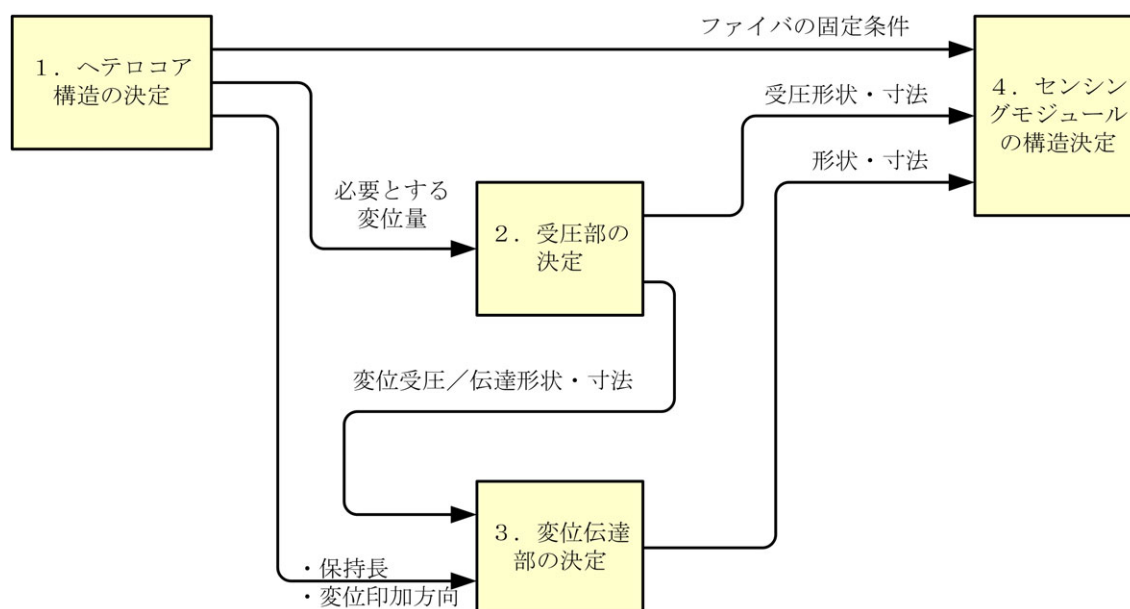 ファイバの固定条件
１．ヘテロコア
構造の決定
４．センシン
グモジュール
の構造決定
受圧形状・寸法
形状・寸法
必要とする
変位量
２．受圧部の
決定
変位受圧／伝達形状・寸法
３．変位伝達
部の決定
・保持長
・変位印加方向